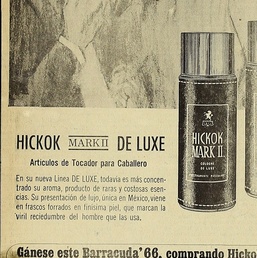 HICKOK MARK II DE LUXE
Artículos de Tocador para Caballero
En su nueva Línea DE LUXE, todavía es más concen-
trado su aroma, producto de raras y costosas esen-
cias. Su presentación de lujo, única en México, viene
en frascos forrados en finísima piel, que marcan la
viril reciedumbre del hombre que las usa.
HICKOK
MARK II
COLOGNE
DE LUXE
Gánese este Barracuda '66, comprando Hicko